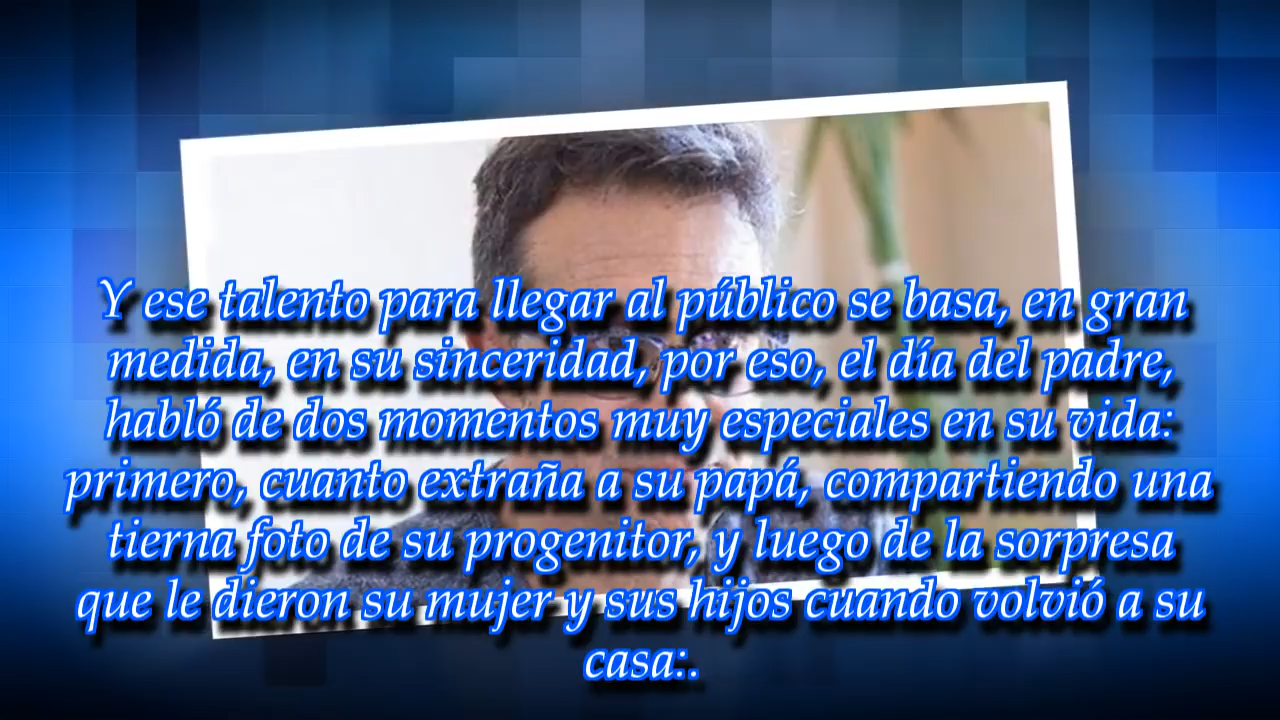 Y ese talento para llegar al público se basa, en gran
medida, en su sinceridad, por eso, el día del padre,
habló de dos momentos muy especiales en su vida:
primero, cuanto extraña a su papá, compartiendo una
tierna foto de su progenitor, y luego de la sorpresa
que le dieron su mujer y sus hijos cuando volvió a su
casa:.